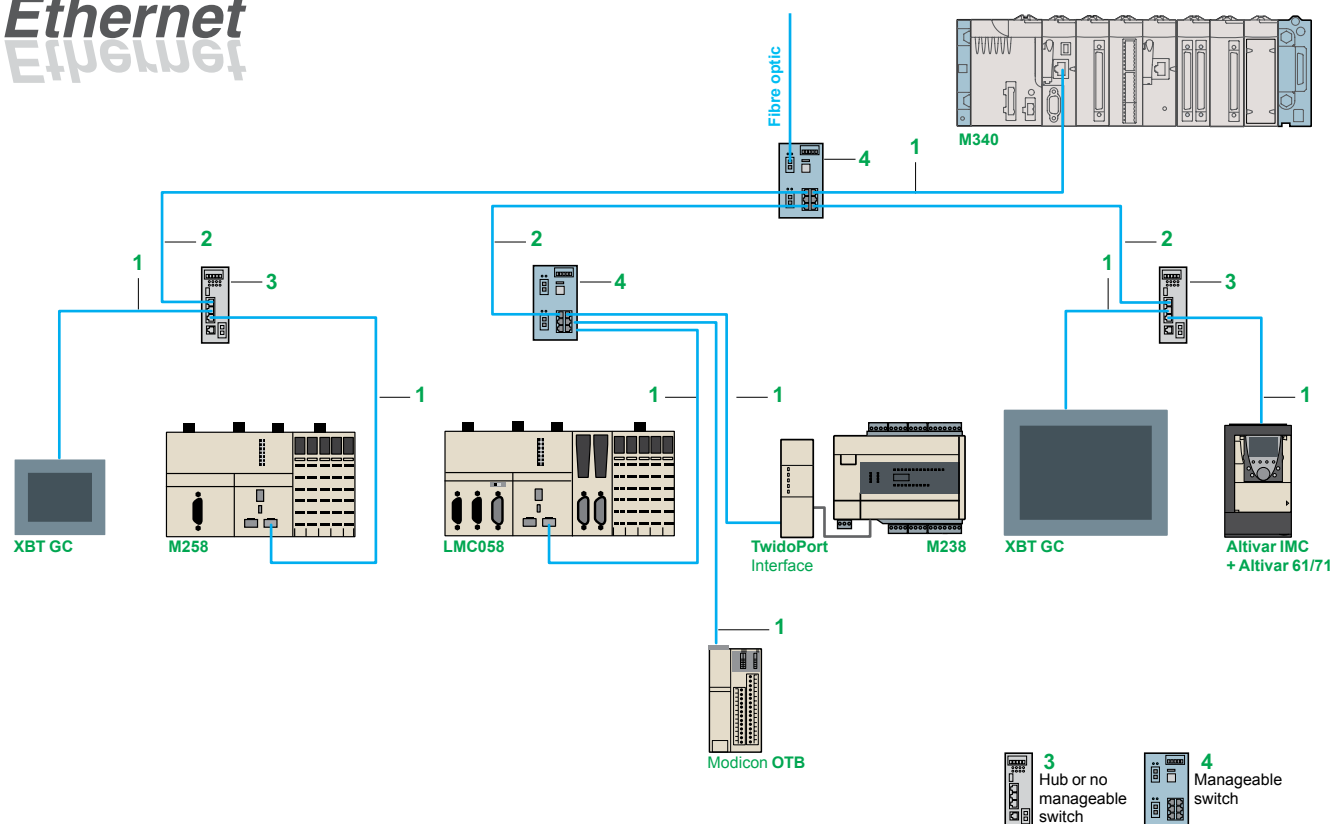 Ethernet
Fibre optic
M340
4
1
2
2
2
1
3
4
1
3
1
1
1
1
XBT GC
M258
LMC058
TwidoPort
Interface
M238
XBT GC
Altivar IMC
+ Altivar 61/71
1
Modicon OTB
3
Hub or no
manageable
switch
4
Manageable
switch